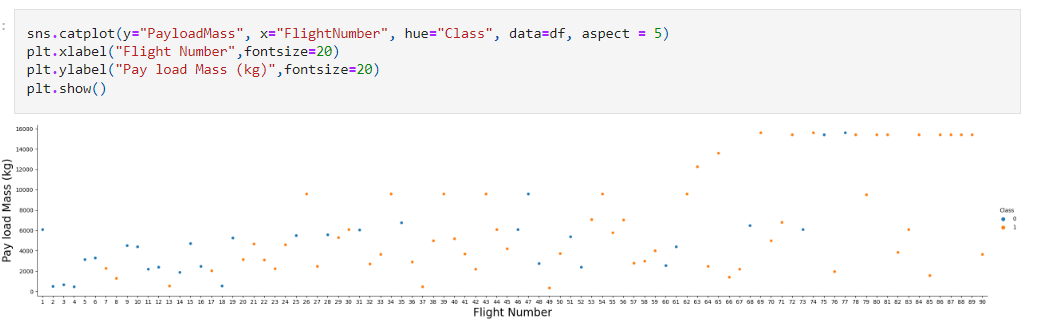 :
sns.catplot(y="PayloadMass", x="FlightNumber", hue="Class", data=df, aspect = 5)
plt.xlabel("Flight Number",fontsize=20)
plt.ylabel("Pay load Mass (kg)",fontsize=20)
plt.show()
Pay load Mass (kg)
16000
14000
12000
10000
8000
6000
4000
2000
0
1 2 3 4 5 6 7 8 9 10 11 12 13 14 15 16 17 18 19 20 21 22 23 24 25 26 27 28 29 30 31 32 33 34 35 36 37 38 39 40 41 42 43 44 45 46 47 48 49 50 51 52 53 54 55 56 57 58 59 60 61 62 63 64 65 66 67 68 69 70 71 72 73 74 75 76 77 78 79 80 81 82 83 84 85 86 87 88 89 90
Flight Number
Class
0
1